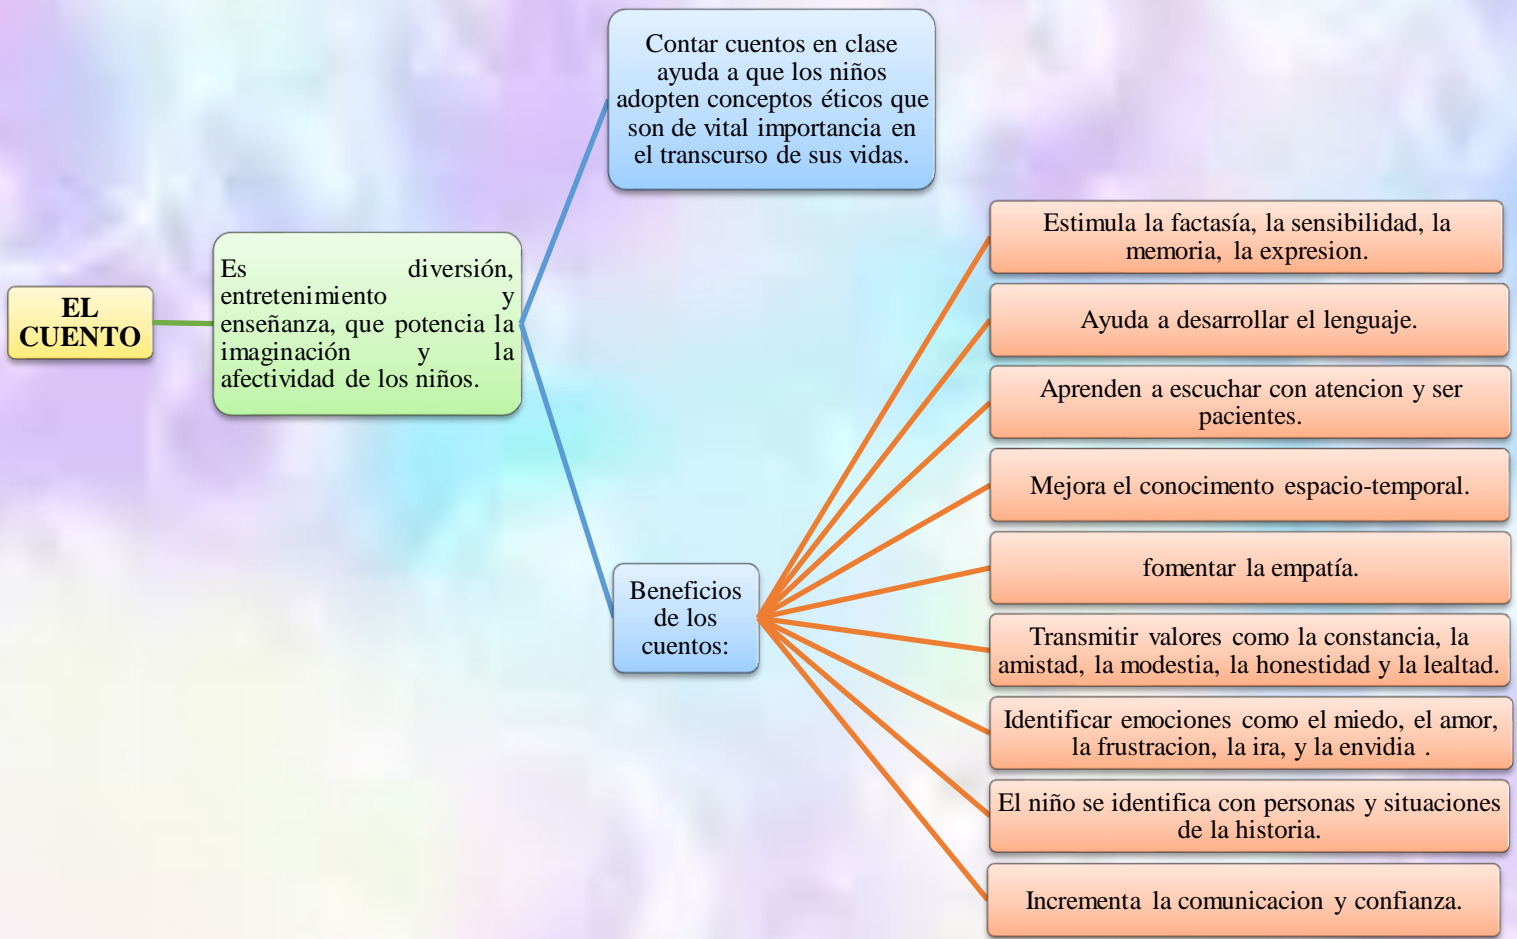 EL
CUENTO
Es diversión,
entretenimiento y
enseñanza, que potencia la
imaginación y la
afectividad de los niños.
Contar cuentos en clase
ayuda a que los niños
adopten conceptos éticos que
son de vital importancia en
el transcurso de sus vidas.
Beneficios
de los
cuentos:
Estimula la factasía, la sensibilidad, la
memoria, la expresion.
Ayuda a desarrollar el lenguaje.
Aprenden a escuchar con atencion y ser
pacientes.
Mejora el conocimento espacio-temporal.
fomentar la empatía.
Transmitir valores como la constancia, la
amistad, la modestia, la honestidad y la lealtad.
Identificar emociones como el miedo, el amor,
la frustracion, la ira, y la envidia .
El niño se identifica con personas y situaciones
de la historia.
Incrementa la comunicacion y confianza.